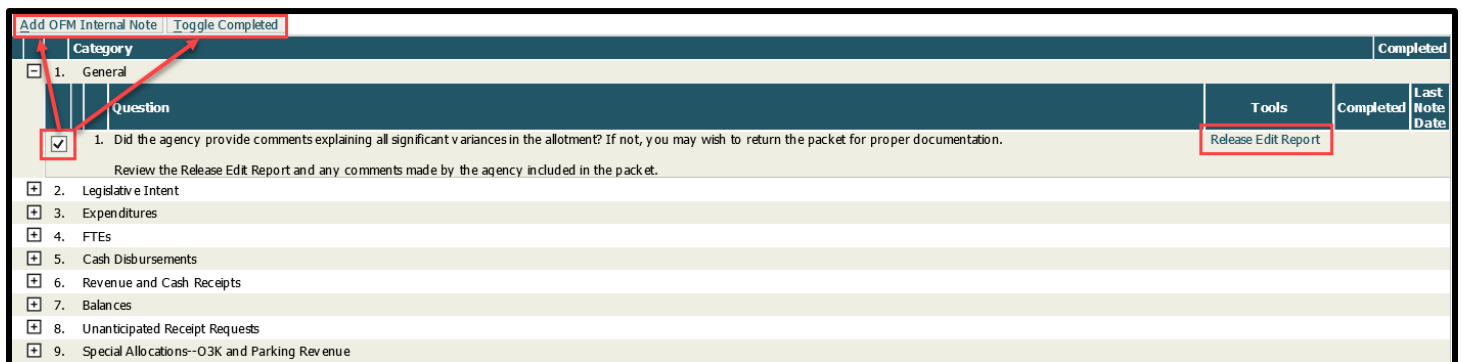 Add OFM Internal Note Toggle Completed
Category Completed
1. General
Question Tools Completed Last Note Date
1. Did the agency provide comments explaining all significant variances in the allotment? If not, you may wish to return the packet for proper documentation. Release Edit Report
Review the Release Edit Report and any comments made by the agency included in the packet.
2. Legislative Intent
3. Expenditures
4. FTEs
5. Cash Disbursements
6. Revenue and Cash Receipts
7. Balances
8. Unanticipated Receipt Requests
9. Special Allocations--O3K and Parking Revenue